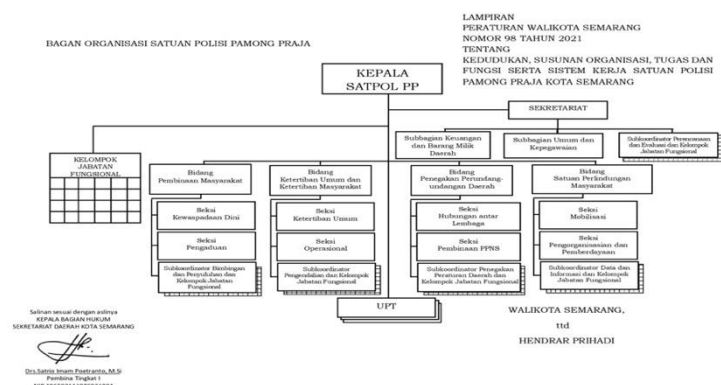 BAGAN ORGANISASI SATUAN POLISI PAMONG PRAJA
LAMPIRAN
PERATURAN WALIKOTA SEMARANG
NOMOR 98 TAHUN 2021
TENTANG
KEDUDUKAN, SUSUNAN ORGANISASI, TUGAS DAN
FUNGSI SERTA SISTEM KERJA SATUAN POLISI
PAMONG PRAJA KOTA SEMARANG
KEPALA
SATPOL PP
SEKRETARIAT
Subbagian Keuangan
dan Barang Milik
Daerah
Subbagian Umum dan
Kepegawaian
Subkoordinator Perencanaan
dan Evaluasi dan Kelompok
Jabatan Fungsional
KELOMPOK
JABATAN
FUNGSIONAL
Bidang
Pembinaan Masyarakat
Bidang
Ketertiban Umum dan
Ketertiban Masyarakat
Bidang
Penegakan Perundang-
undangan Daerah
Bidang
Satuan Perlindungan
Masyarakat
Seksi
Kewaspadaan Dini
Seksi
Ketertiban Umum
Seksi
Hubungan antar
Lembaga
Seksi
Mobilisasi
Seksi
Pengaduan
Seksi
Operasional
Seksi
Pembinaan PPNS
Seksi
Pengorganisasian dan
Pemberdayaan
Subkoordinator Bimbingan
dan Penyuluhan dan
Kelompok Jabatan
Fungsional
Subkoordinator
Pengendalian dan Kelompok
Jabatan Fungsional
Subkoordinator Penegakan
Peraturan Daerah dan
Kelompok Jabatan Fungsional
Subkoordinator Data dan
Informasi dan Kelompok
Jabatan Fungsional
UPT
WALIKOTA SEMARANG,
ttd
HENDRAR PRIHADI
Salinan sesuai dengan aslinya
KEPALA BAGIAN HUKUM
SEKRETARIAT DAERAH KOTA SEMARANG
Drs.Satrio Imam Poetranto, M.Si
Pembina Tingkat I